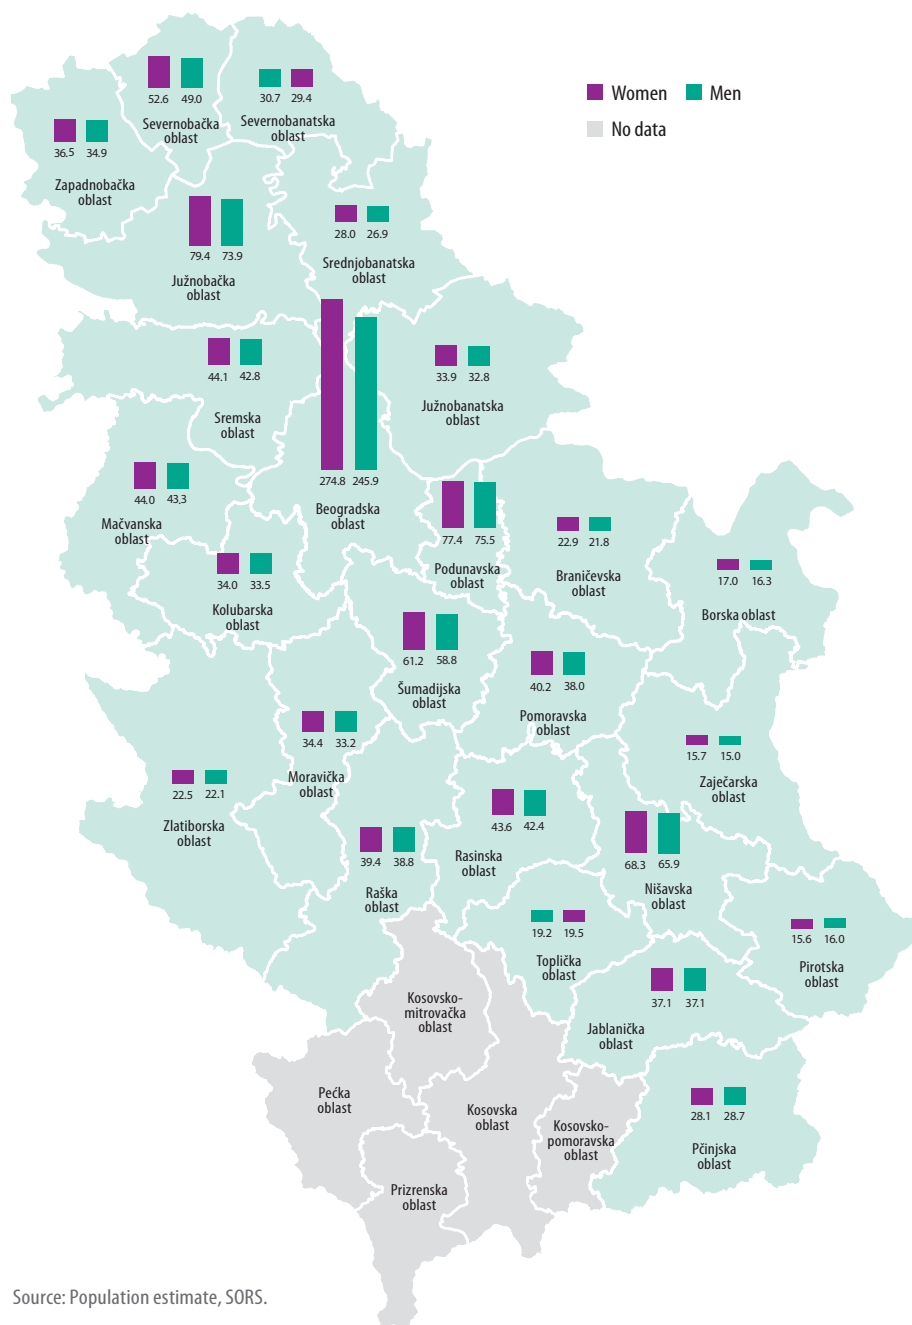 Women Men
No data
52.6 49.0
Severnobačka
oblast
30.7 29.4
Severnobanatska
oblast
36.5 34.9
Zapadnobačka
oblast
79.4 73.9
Južnobačka
oblast
28.0 26.9
Srednjobanatska
oblast
44.1 42.8
Sremska
oblast
274.8 245.9
Beogradska
oblast
33.9 32.8
Južnobanatska
oblast
44.0 43,3
Mačvanska
oblast
77.4 75.5
Podunavska
oblast
22.9 21.8
Braničevska
oblast
17.0 16.3
Borska oblast
34.0 33.5
Kolubarska
oblast
61.2 58.8
Šumadijska
oblast
40.2 38.0
Pomoravska
oblast
34.4 33.2
Moravička
oblast
15.7 15.0
Zaječarska
oblast
22.5 22.1
Zlatiborska
oblast
43.6 42.4
Rasinska
oblast
39.4 38.8
Raška
oblast
68.3 65.9
Nišavska
oblast
19.2 19.5
Toplička
oblast
15.6 16.0
Pirotska
oblast
37.1 37.1
Jablanička
oblast
Kosovsko-
mitrovačka
oblast
Pećka
oblast
Kosovska
oblast
Kosovsko-
pomoravska
oblast
28.1 28.7
Pčinjska
oblast
Prizrenska
oblast
Source: Population estimate, SORS.